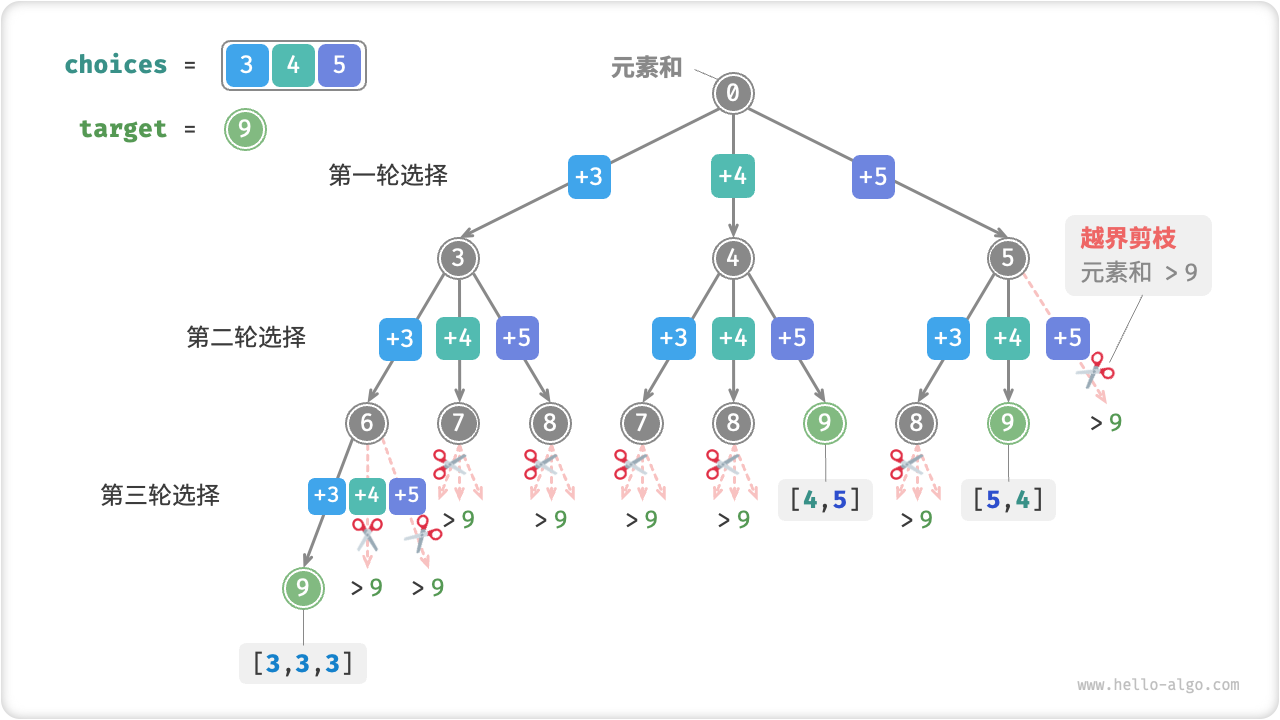 choices = 3 4 5
元素和
0
target = 9
第一轮选择
+3 +4 +5
越界剪枝
元素和 > 9
3 4 5
第二轮选择
+3 +4 +5 +3 +4 +5 +3 +4 +5
6 7 8 7 8 9 8 9 > 9
第三轮选择
+3 +4 +5
> 9 > 9 > 9 > 9 > 9
[4,5] [5,4]
9 > 9 > 9
[3,3,3]
www.hello-algo.com